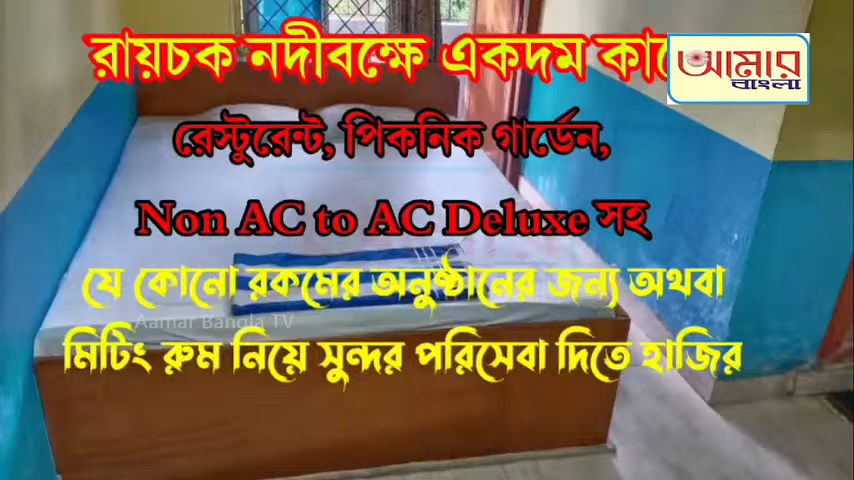 রায়চক নদীবক্ষে একদম
আমার
বাংলা
রেস্টুরেন্ট, পিকনিক গার্ডেন,
Non AC to AC Deluxe সহ
যে কোনো রকমের অনুষ্ঠানের জন্য অথবা
Aamar Bangla TV
মিটিং রুম নিয়ে সুন্দর পরিসেবা দিতে হাজির